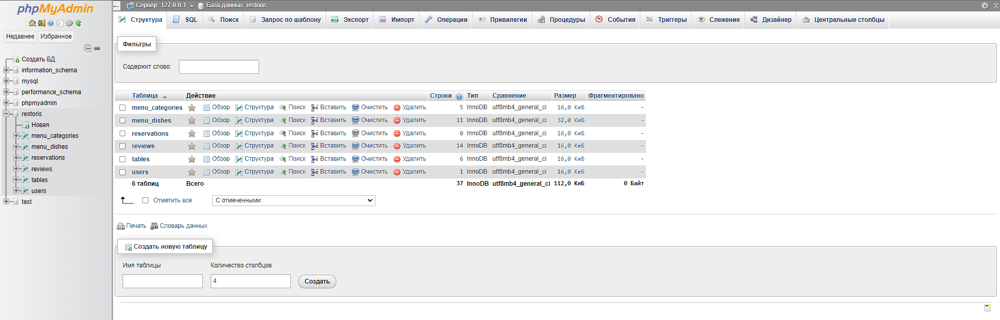 phpMyAdmin
Недавнее Избранное
Создать БД
information_schema
mysql
performance_schema
phpmyadmin
restoris
Новая
menu_categories
menu_dishes
reservations
reviews
tables
users
test
Сервер: 127.0.0.1 » База данных: restoris
Структура SQL Поиск Запрос по шаблону Экспорт Импорт Операции Привилегии Процедуры События Триггеры Слежение Дизайнер Центральные столбцы
Фильтры
Содержит слово:
Таблица Действие Строки Тип Сравнение Размер Фрагментировано
menu_categories Обзор Структура Поиск Вставить Очистить Удалить 5 InnoDB utf8mb4_general_ci 16,0 КиБ -
menu_dishes Обзор Структура Поиск Вставить Очистить Удалить 11 InnoDB utf8mb4_general_ci 32,0 КиБ -
reservations Обзор Структура Поиск Вставить Очистить Удалить 0 InnoDB utf8mb4_general_ci 16,0 КиБ -
reviews Обзор Структура Поиск Вставить Очистить Удалить 14 InnoDB utf8mb4_general_ci 16,0 КиБ -
tables Обзор Структура Поиск Вставить Очистить Удалить 6 InnoDB utf8mb4_general_ci 16,0 КиБ -
users Обзор Структура Поиск Вставить Очистить Удалить 1 InnoDB utf8mb4_general_ci 16,0 КиБ -
6 таблиц Всего 37 InnoDB utf8mb4_general_ci 112,0 КиБ 0 Байт
Отметить все С отмеченными:
Печать Словарь данных
Создать новую таблицу
Имя таблицы Количество столбцов
4 Создать